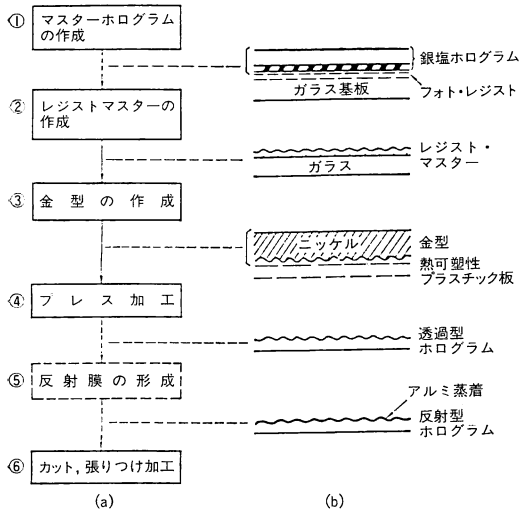 ① マスターホログラム
の作成
② レジストマスターの
作成
③ 金型の作成
④ プレス加工
⑤ 反射膜の形成
⑥ カット,張りつけ加工
(a)
銀塩ホログラム
フォト・レジスト
ガラス基板
レジスト・
マスター
ガラス
ニッケル
金型
熱可塑性
プラスチック板
透過型
ホログラム
アルミ蒸着
反射型
ホログラム
(b)